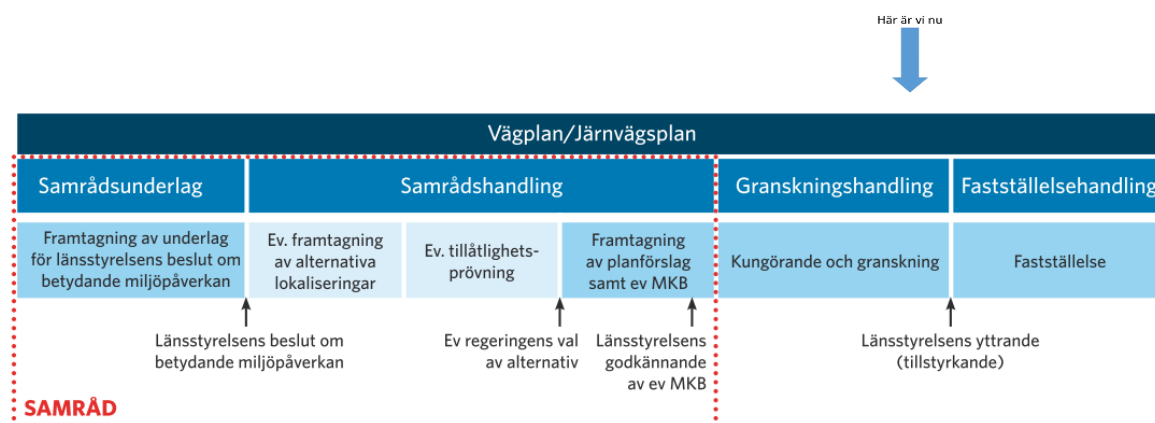 Här är vi nu
Vägplan/Järnvägsplan
Samrådsunderlag
Samrådshandling
Granskningshandling
Fastställelsehandling
Framtagning av underlag
för länsstyrelsens beslut om
betydande miljöpåverkan
Ev. framtagning
av alternativa
lokaliseringar
Ev. tillåtlighets-
prövning
Framtagning
av planförslag
samt ev MKB
Kungörande och granskning
Fastställelse
Länsstyrelsens beslut om
betydande miljöpåverkan
Ev regeringens val
av alternativ
Länsstyrelsens
godkännande
av ev MKB
Länsstyrelsens yttrande
(tillstyrkande)
SAMRÅD